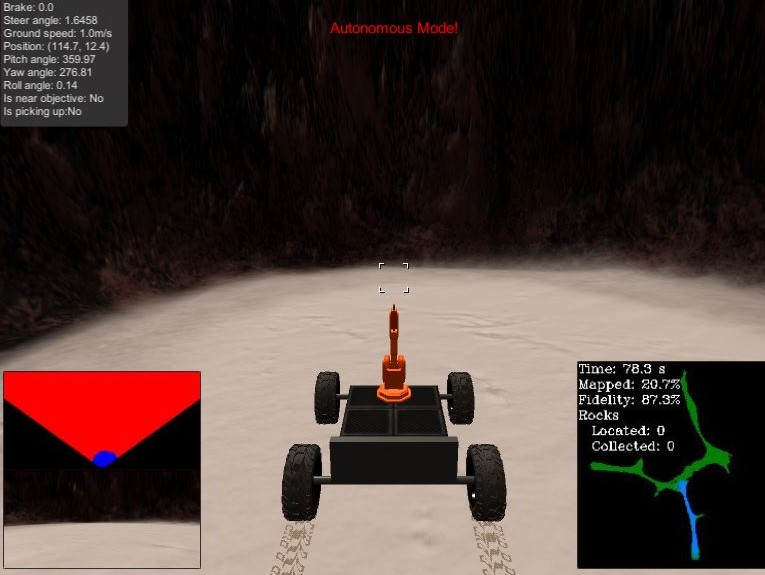 Brake: 0.0
Steer angle: 1.6458
Ground speed: 1.0m/s
Position: (114.7, 12.4)
Pitch angle: 359.97
Yaw angle: 276.81
Roll angle: 0.14
Is near objective: No
Is picking up:No
Autonomous Mode!
Time: 78.3 s
Mapped: 20.7%
Fidelity: 87.3%
Rocks
Located: 0
Collected: 0